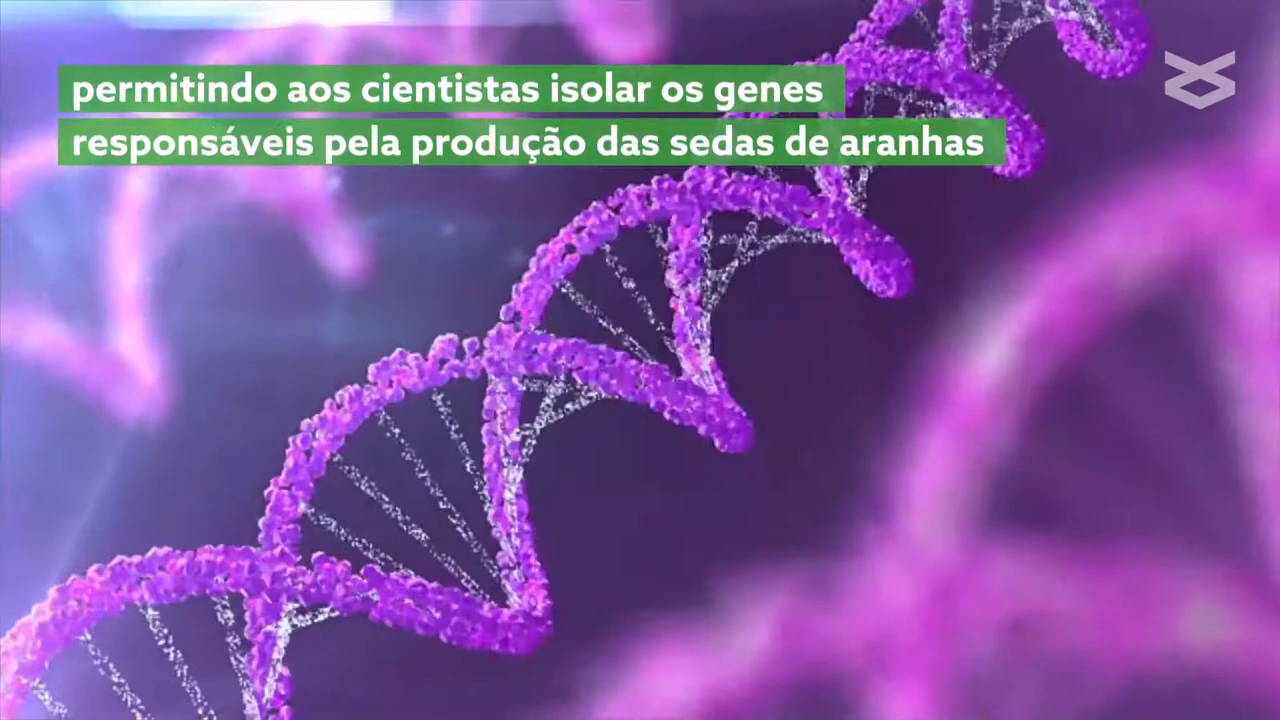 permitindo aos cientistas isolar os genes
responsáveis pela produção das sedas de aranhas